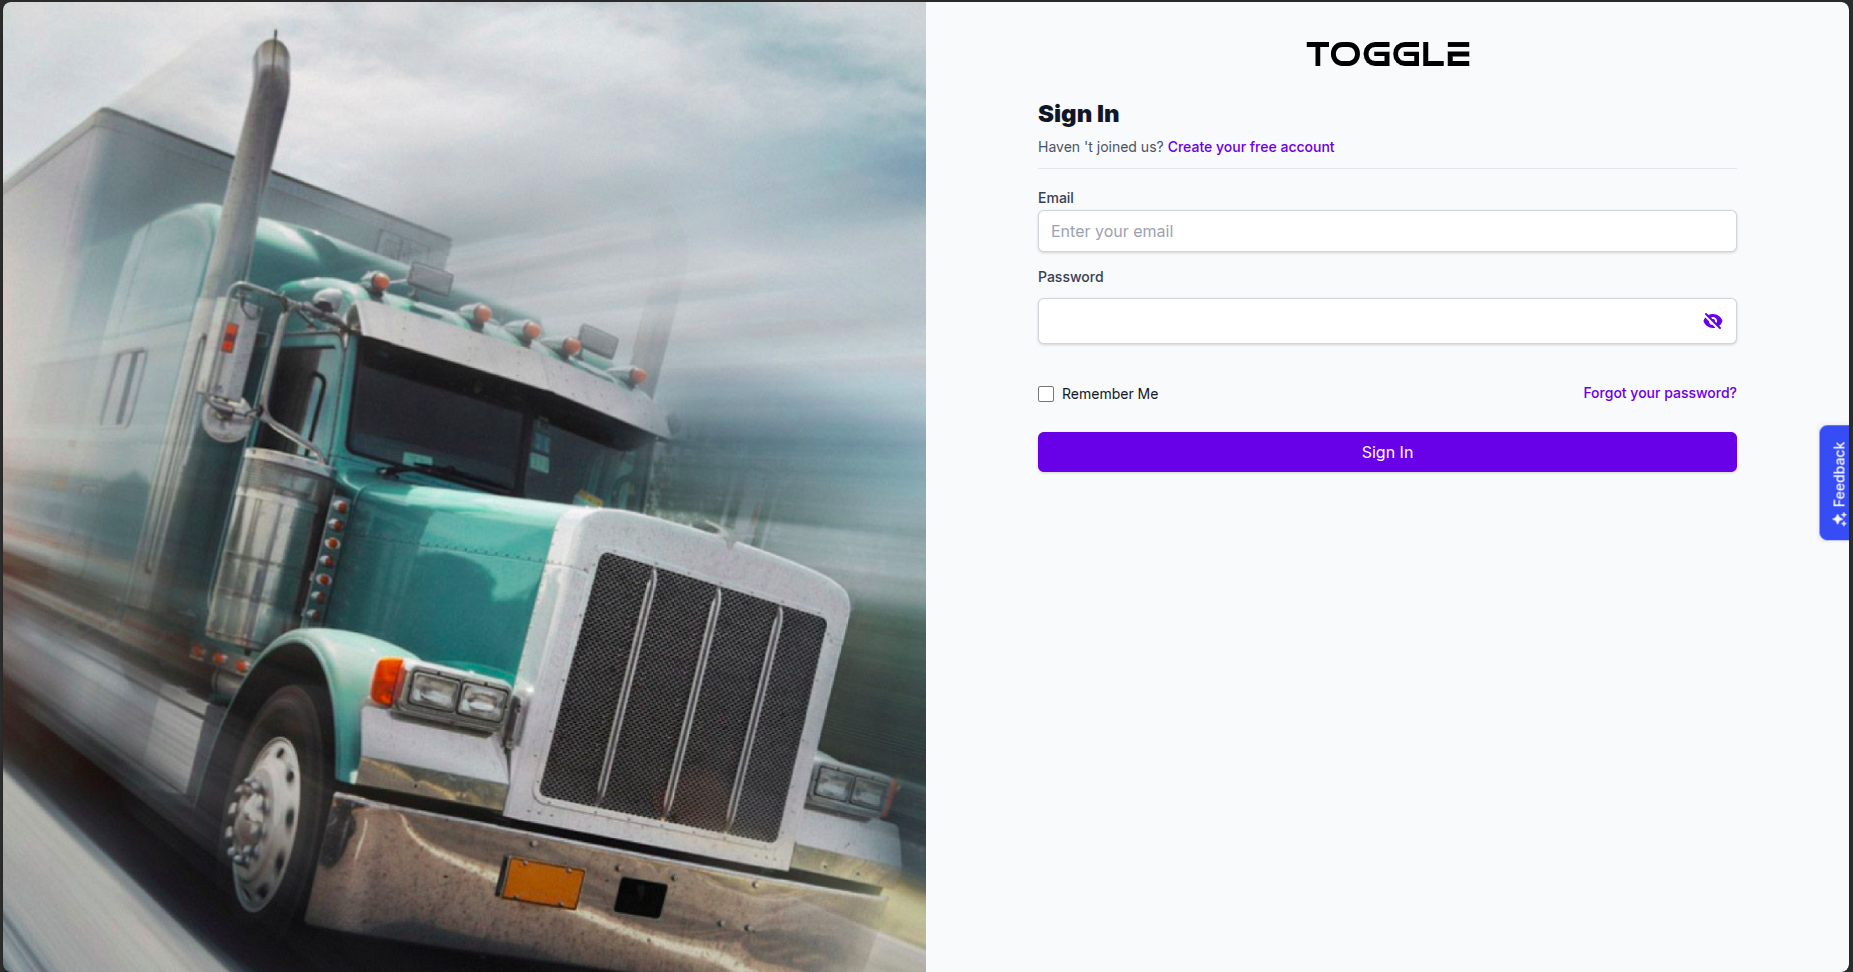 TOGGLE
Sign In
Haven 't joined us? Create your free account
Email
Enter your email
Password
Remember Me
Forgot your password?
Sign In
Feedback